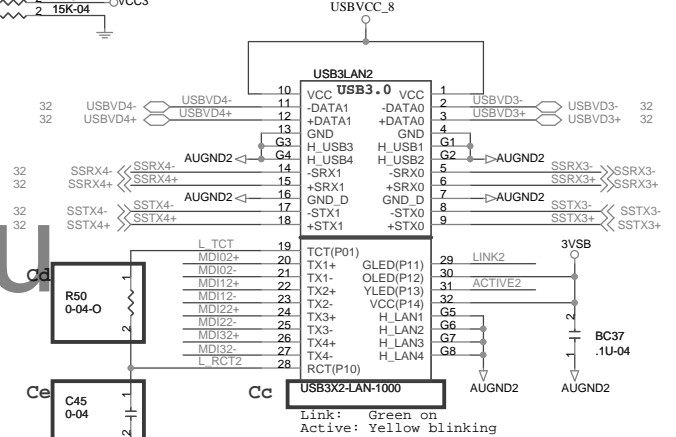 2 15K-04
VCC3
USBVCC_8
USB3LAN2
USB3.0
10 VCC VCC 1
32 USBVD4- USBVD4- 11 -DATA1 -DATA0 2 USBVD3- USBVD3- 32
32 USBVD4+ USBVD4+ 12 +DATA1 +DATA0 3 USBVD3+ USBVD3+ 32
13 GND GND 4
G3 H_USB3 H_USB1 G1
AUGND2 G4 H_USB4 H_USB2 G2 AUGND2
32 SSRX4- SSRX4- 14 -SRX1 -SRX0 5 SSRX3- SSRX3-
32 SSRX4+ SSRX4+ 15 +SRX1 +SRX0 6 SSRX3+ SSRX3+
AUGND2 16 GND_D GND_D 7 AUGND2
32 SSTX4- SSTX4- 17 -STX1 -STX0 8 SSTX3- SSTX3-
32 SSTX4+ SSTX4+ 18 +STX1 +STX0 9 SSTX3+ SSTX3+
L_TCT 19 TCT(P01)
MDI02+ 20 TX1+ GLED(P11) 29 LINK2
MDI02- 21 TX1- OLED(P12) 30
MDI12+ 22 TX2+ YLED(P13) 31 ACTIVE2
MDI12- 23 TX2- VCC(P14) 32
MDI22+ 24 TX3+ H_LAN1 G5
MDI22- 25 TX3- H_LAN2 G6
MDI32+ 26 TX4+ H_LAN3 G7
MDI32- 27 TX4- H_LAN4 G8
L_RCT2 28 RCT(P10)
3VSB
u
Cd
1
R50
0-04-O
2
2
BC37
.1U-04
1
Ce
1
C45
0-04
2
Cc
USB3X2-LAN-1000
AUGND2
AUGND2
Link: Green on
Active: Yellow blinking